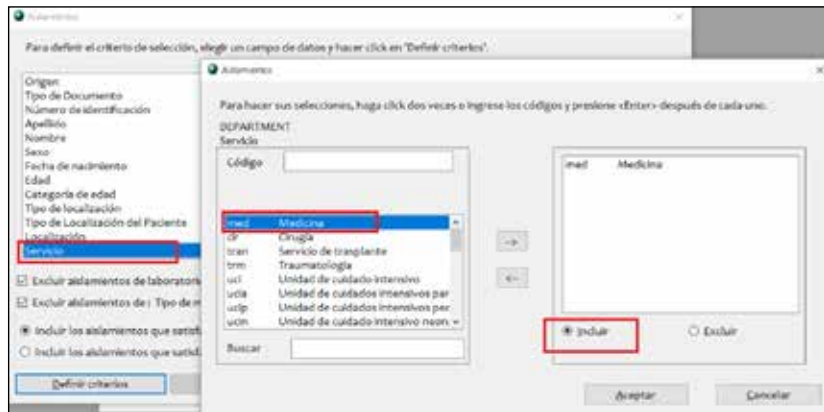 Aislamientos
Para definir el criterio de selección, elegir un campo de datos y hacer click en "Definir criterios".
Origen
Tipo de Documento
Número de identificación
Apellido
Nombre
Sexo
Fecha de nacimiento
Edad
Categoría de edad
Tipo de localización
Tipo de Localización del Paciente
Localización
Servicio
Excluir aislamientos de laboratori
Excluir aislamientos de : Tipo de m
Incluir los aislamientos que satisf
Incluir los aislamientos que satisf
Definir criterios
Aislamientos
Para hacer sus selecciones, haga click dos veces o ingrese los códigos y presione <Enter> después de cada uno.
DEPARTMENT
Servicio
Código
med Medicina
cir Cirugía
tran Servicio de trasplante
trm Traumatología
uci Unidad de cuidado intensivo
ucia Unidad de cuidados intensivos par
ucip Unidad de cuidados intensivos per
ucin Unidad de cuidado intensivo neon
Buscar
-->
<--
med Medicina
Incluir
Excluir
Aceptar
Cancelar